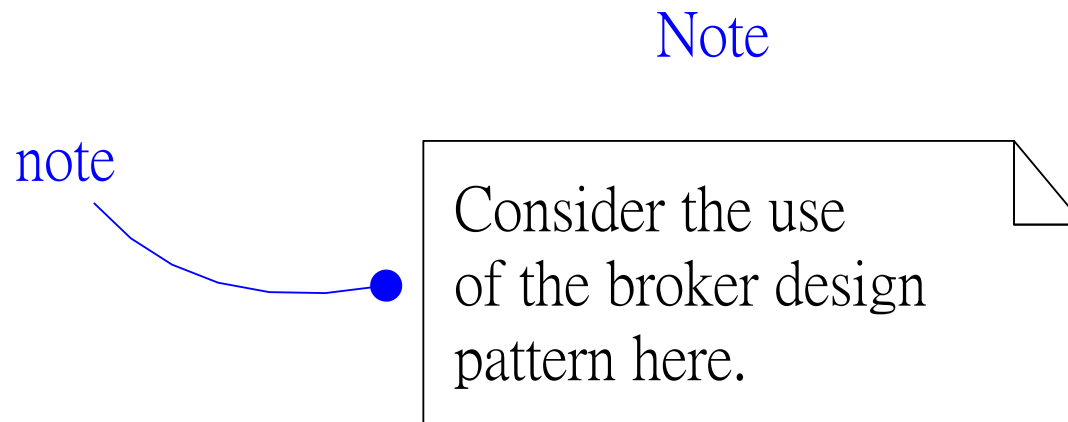 Note
note
Consider the use
of the broker design
pattern here.